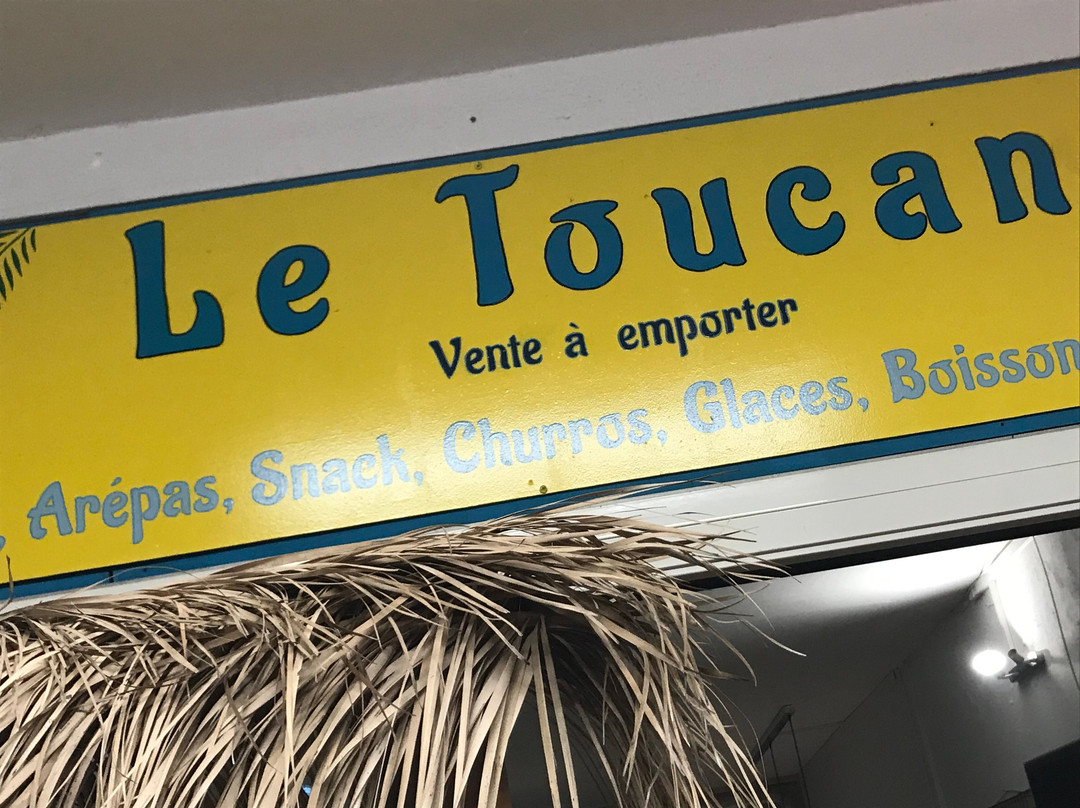 Le Toucan
Vente à emporter
, Arépas, Snack, Churros, Glaces, Boisson